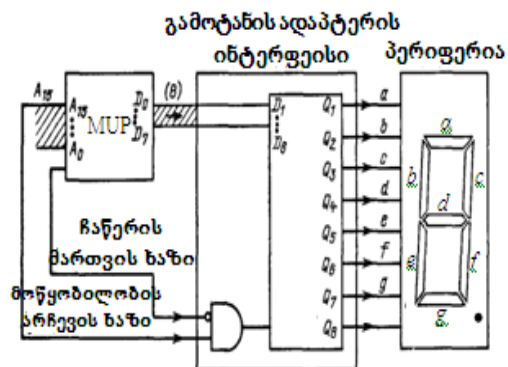 გამოტანის ადაპტერის
ინტერფეისი
პერიფერია
A15
A15
A0
MUP
D0
D7
(8)
D1
D8
Q1
Q2
Q3
Q4
Q5
Q6
Q7
Q8
a
b
c
d
e
f
g
a
b
c
d
e
f
g
ჩაწერის
მართვის ხაზი
მოწყობილობის
არჩევის ხაზი